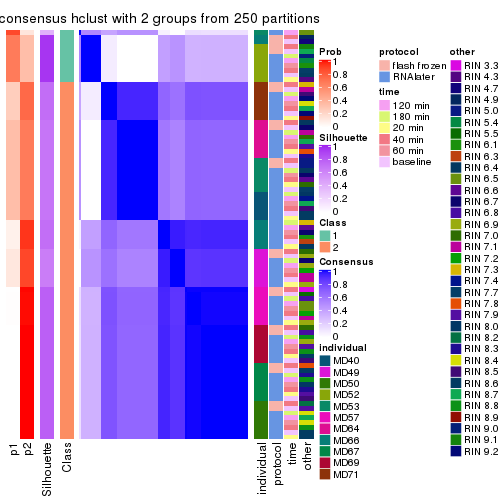 consensus hclust with 2 groups from 250 partitions
p1
p2
Silhouette
Class
individual
protocol
time
other
Prob
1
0.8
0.6
0.4
0.2
0
Silhouette
1
0.8
0.6
0.4
0.2
0
Class
1
2
Consensus
1
0.8
0.6
0.4
0.2
0
individual
MD40
MD49
MD50
MD52
MD53
MD57
MD64
MD66
MD67
MD69
MD71
protocol
flash frozen
RNAlater
time
120 min
180 min
20 min
40 min
60 min
baseline
other
RIN 3.3
RIN 4.3
RIN 4.7
RIN 4.9
RIN 5.0
RIN 5.4
RIN 5.5
RIN 6.1
RIN 6.3
RIN 6.4
RIN 6.5
RIN 6.6
RIN 6.7
RIN 6.8
RIN 6.9
RIN 7.0
RIN 7.1
RIN 7.2
RIN 7.3
RIN 7.4
RIN 7.7
RIN 7.8
RIN 7.9
RIN 8.0
RIN 8.2
RIN 8.3
RIN 8.4
RIN 8.5
RIN 8.6
RIN 8.7
RIN 8.8
RIN 8.9
RIN 9.0
RIN 9.1
RIN 9.2